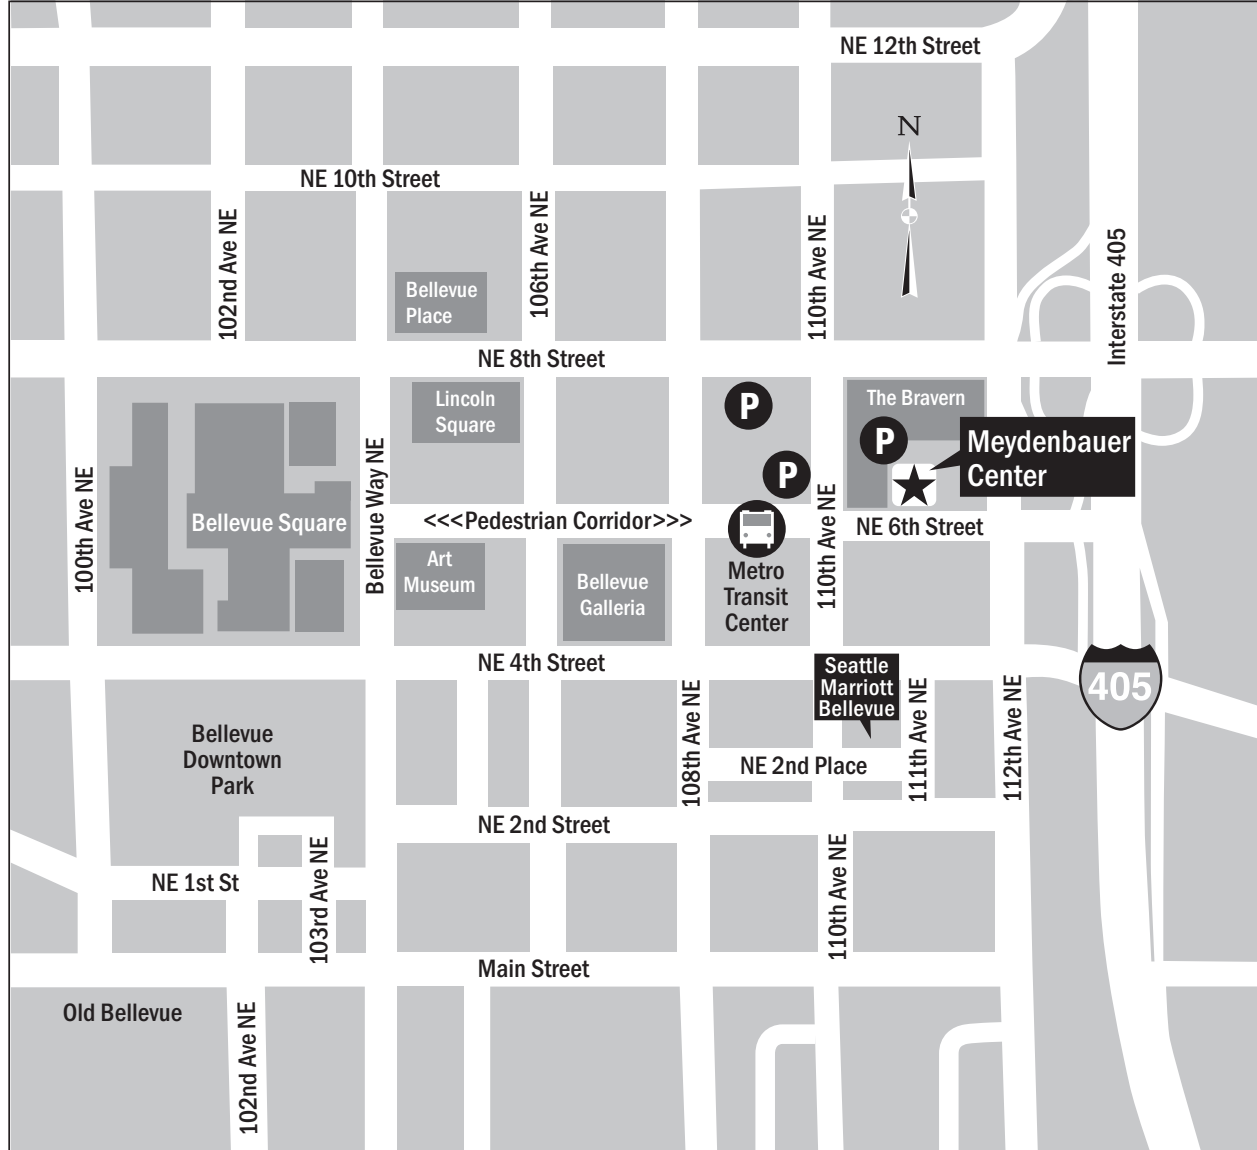 NE 12th Street
N
NE 10th Street
102nd Ave NE
106th Ave NE
110th Ave NE
Interstate 405
Bellevue
Place
NE 8th Street
Lincoln
Square
P
The Bravern
P
Meydenbauer
Center
P
100th Ave NE
Bellevue Square
Bellevue Way NE
<<<Pedestrian Corridor>>>
110th Ave NE
NE 6th Street
Art
Museum
Bellevue
Galleria
Metro
Transit
Center
NE 4th Street
Seattle
Marriott
Bellevue
405
Bellevue
Downtown
Park
108th Ave NE
NE 2nd Place
111th Ave NE
112th Ave NE
NE 2nd Street
NE 1st St
103rd Ave NE
110th Ave NE
Main Street
Old Bellevue
102nd Ave NE